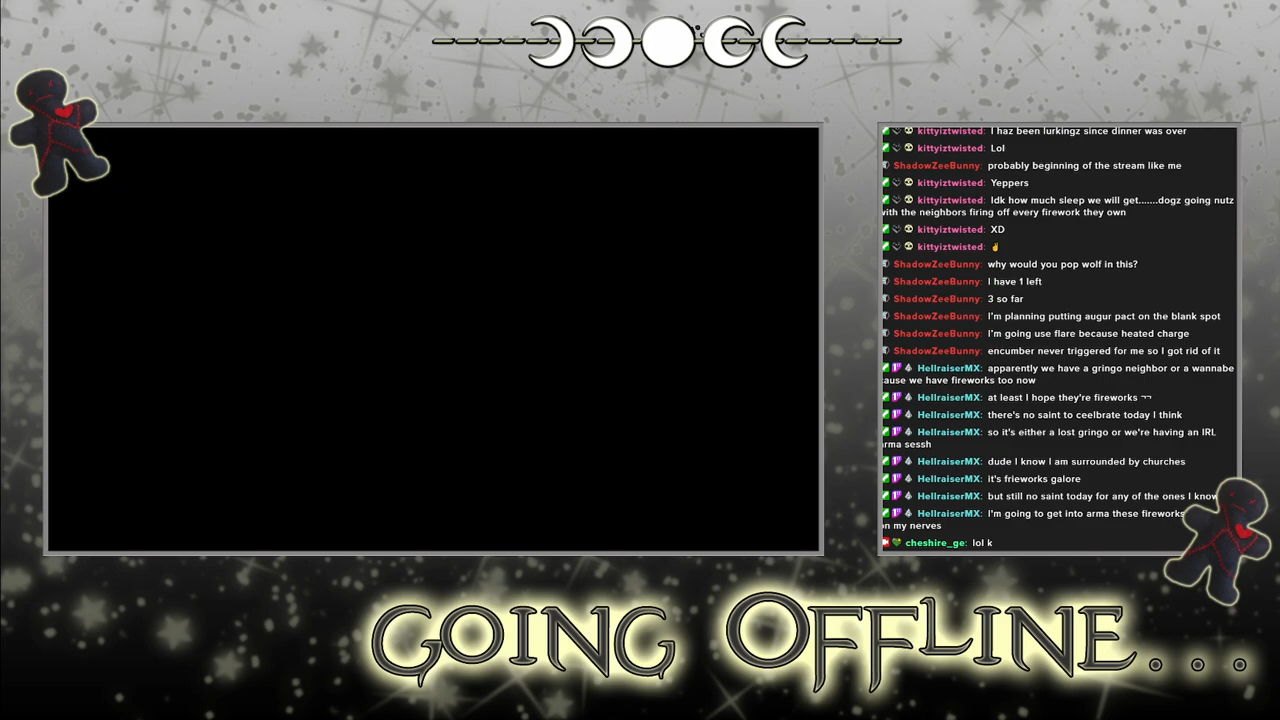 kittyiztwisted: I haz been lurkingz since dinner was over
kittyiztwisted: Lol
ShadowZeeBunny: probably beginning of the stream like me
kittyiztwisted: Yeppers
kittyiztwisted: Idk how much sleep we will get.......dogz going nutz
with the neighbors firing off every firework they own
kittyiztwisted: XD
kittyiztwisted: ✌
ShadowZeeBunny: why would you pop wolf in this?
ShadowZeeBunny: I have 1 left
ShadowZeeBunny: 3 so far
ShadowZeeBunny: I'm planning putting augur pact on the blank spot
ShadowZeeBunny: I'm going use flare because heated charge
ShadowZeeBunny: encumber never triggered for me so I got rid of it
HellraiserMX: apparently we have a gringo neighbor or a wannabe
cause we have fireworks too now
HellraiserMX: at least I hope they're fireworks ¬¬
HellraiserMX: there's no saint to ceelbrate today I think
HellraiserMX: so it's either a lost gringo or we're having an IRL
arma sessh
HellraiserMX: dude I know I am surrounded by churches
HellraiserMX: it's frieworks galore
HellraiserMX: but still no saint today for any of the ones I know
HellraiserMX: I'm going to get into arma these fireworks
on my nerves
cheshire_ge: lol k
GOING OFFLINE...